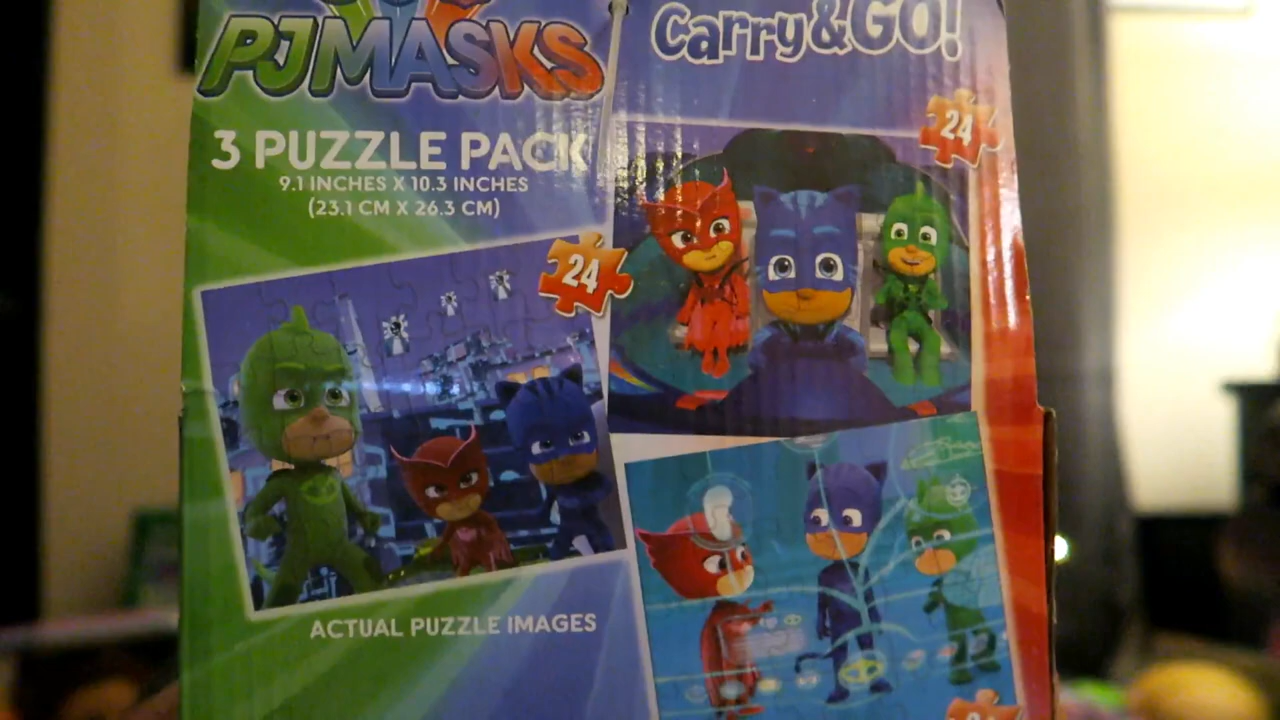 PJMASKS
Carry&GO!
3 PUZZLE PACK
9.1 INCHES X 10.3 INCHES
(23.1 CM X 26.3 CM)
24
24
ACTUAL PUZZLE IMAGES